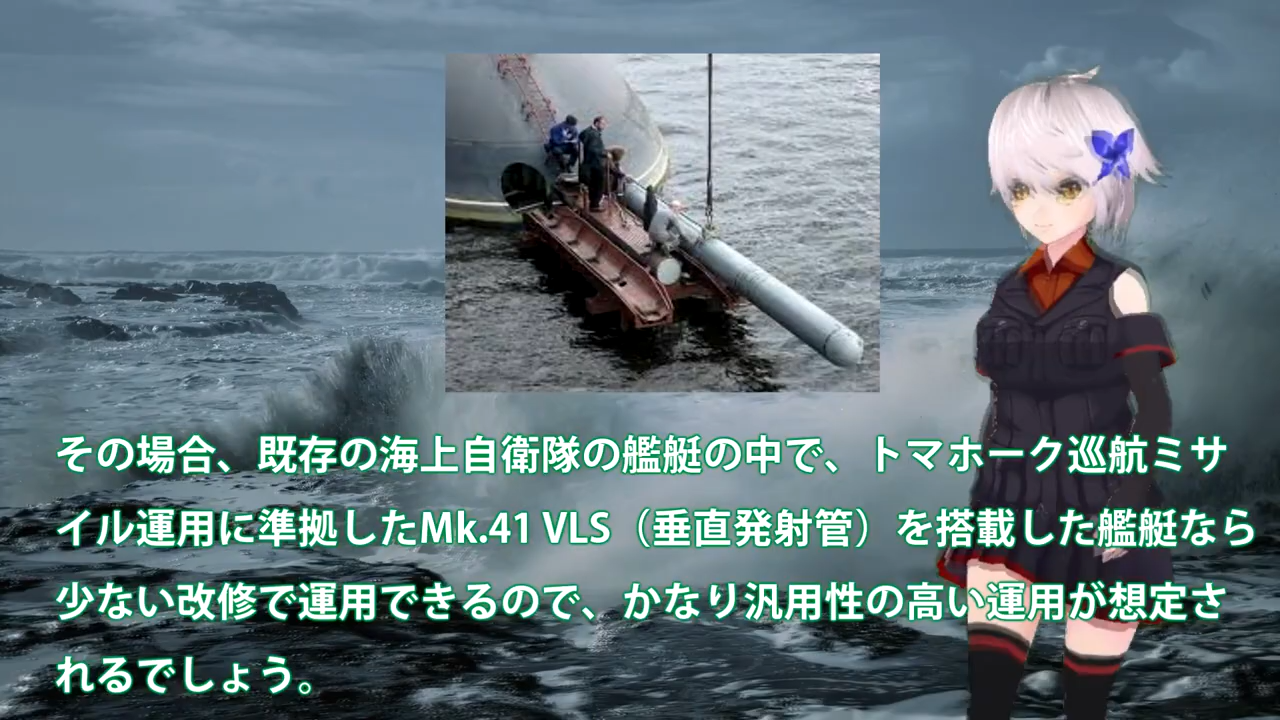 その場合、既存の海上自衛隊の艦艇の中で、トマホーク巡航ミサ
イル運用に準拠したMk.41 VLS（垂直発射管）を搭載した艦艇なら
少ない改修で運用できるので、かなり汎用性の高い運用が想定さ
れるでしょう。